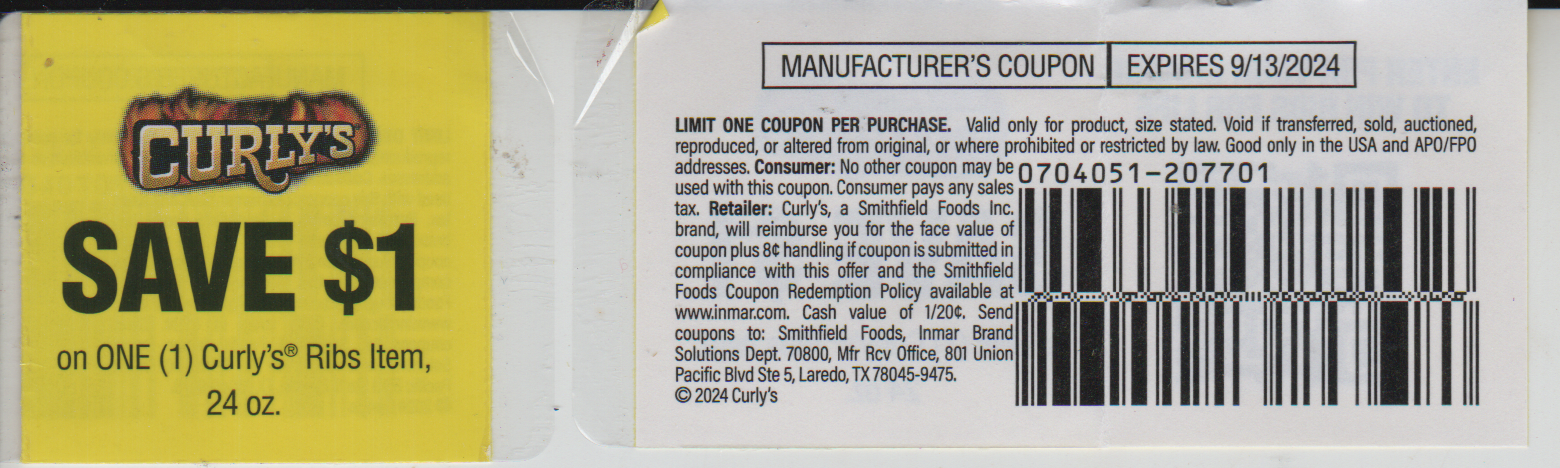 CURLY'S
SAVE $1
on ONE (1) Curly's® Ribs Item,
24 oz.
MANUFACTURER'S COUPON
EXPIRES 9/13/2024
LIMIT ONE COUPON PER PURCHASE. Valid only for product, size stated. Void if transferred, sold, auctioned,
reproduced, or altered from original, or where prohibited or restricted by law. Good only in the USA and APO/FPO
addresses. Consumer: No other coupon may be
used with this coupon. Consumer pays any sales
tax. Retailer: Curly's, a Smithfield Foods Inc.
brand, will reimburse you for the face value of
coupon plus 8¢ handling if coupon is submitted in
compliance with this offer and the Smithfield
Foods Coupon Redemption Policy available at
www.inmar.com. Cash value of 1/20¢. Send
coupons to: Smithfield Foods, Inmar Brand
Solutions Dept. 70800, Mfr Rcv Office, 801 Union
Pacific Blvd Ste 5, Laredo, TX 78045-9475.
© 2024 Curly's
0704051-207701